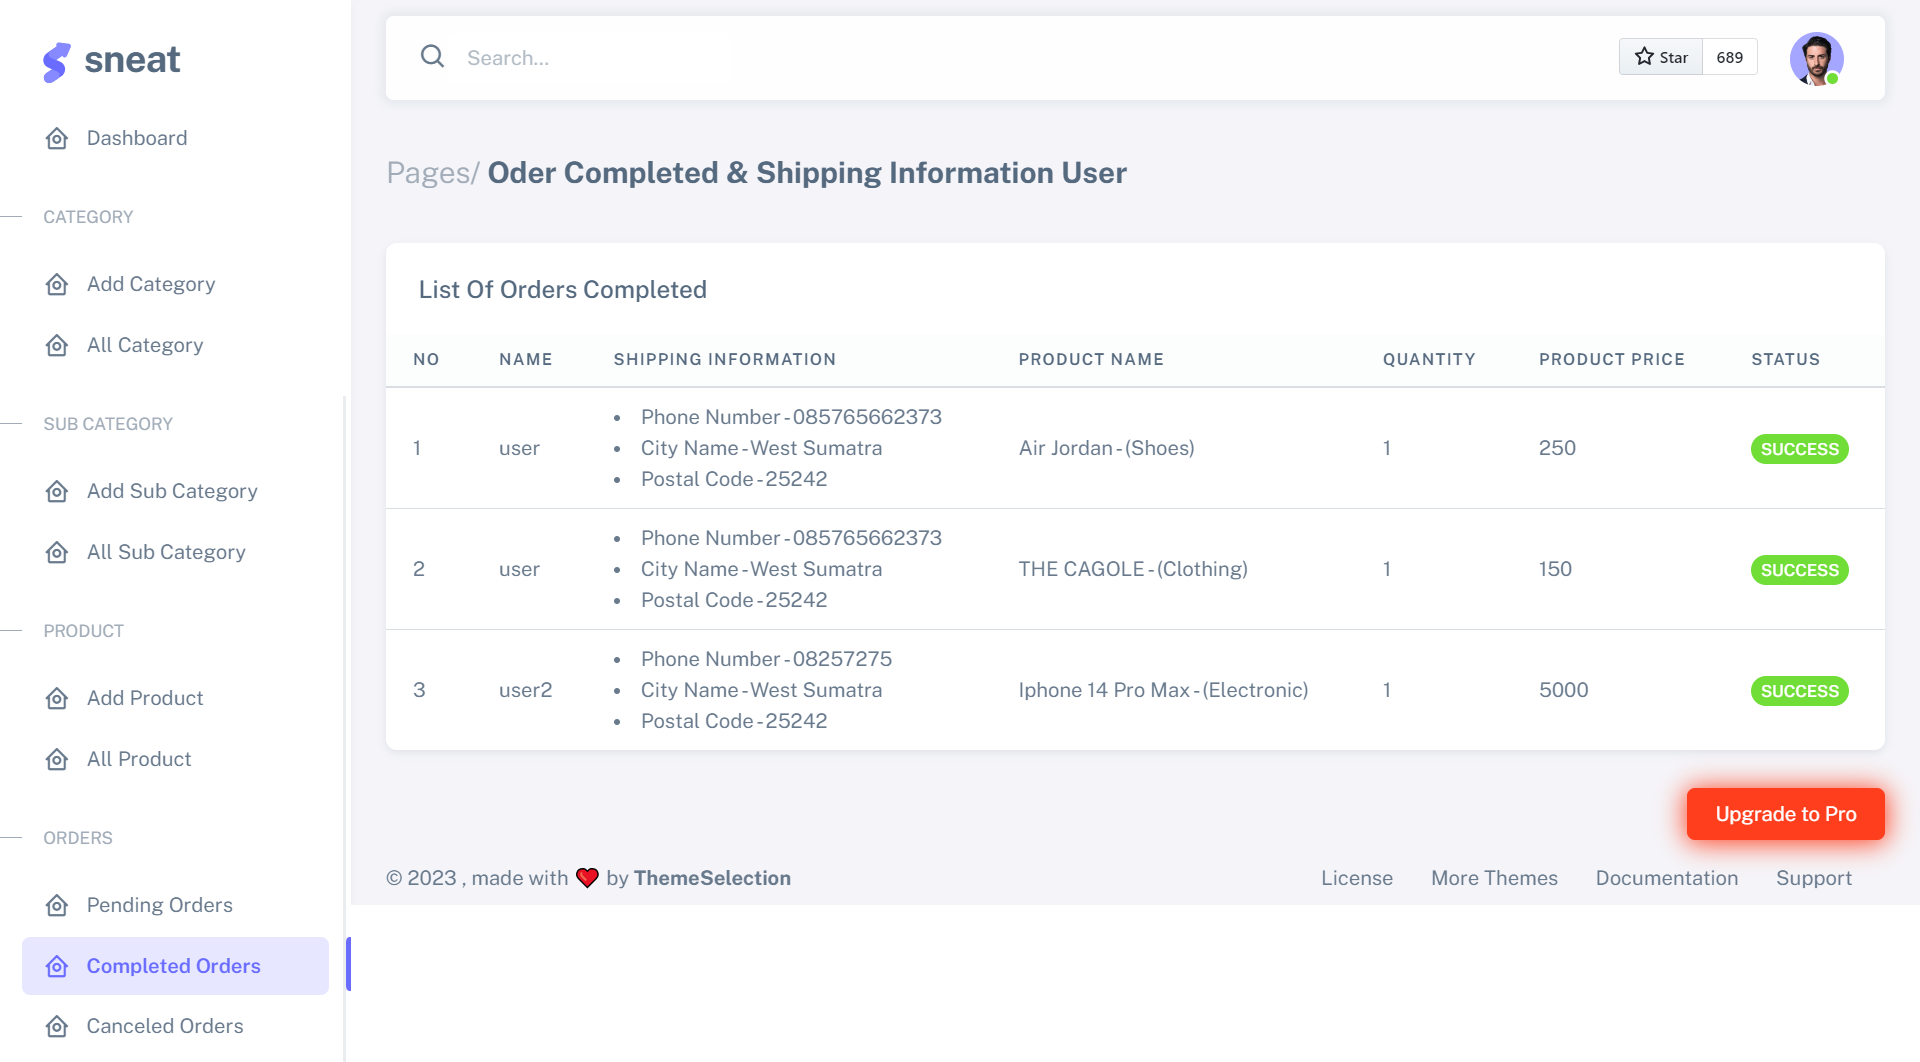 sneat
Dashboard
CATEGORY
Add Category
All Category
SUB CATEGORY
Add Sub Category
All Sub Category
PRODUCT
Add Product
All Product
ORDERS
Pending Orders
Completed Orders
Canceled Orders
Search...
Star 689
Pages/ Oder Completed & Shipping Information User
List Of Orders Completed
NO NAME SHIPPING INFORMATION PRODUCT NAME QUANTITY PRODUCT PRICE STATUS
• Phone Number - 085765662373
1 user • City Name - West Sumatra Air Jordan - (Shoes) 1 250 SUCCESS
• Postal Code - 25242
• Phone Number - 085765662373
2 user • City Name - West Sumatra THE CAGOLE - (Clothing) 1 150 SUCCESS
• Postal Code - 25242
• Phone Number - 08257275
3 user2 • City Name - West Sumatra Iphone 14 Pro Max - (Electronic) 1 5000 SUCCESS
• Postal Code - 25242
Upgrade to Pro
© 2023 , made with ❤️ by ThemeSelection License More Themes Documentation Support